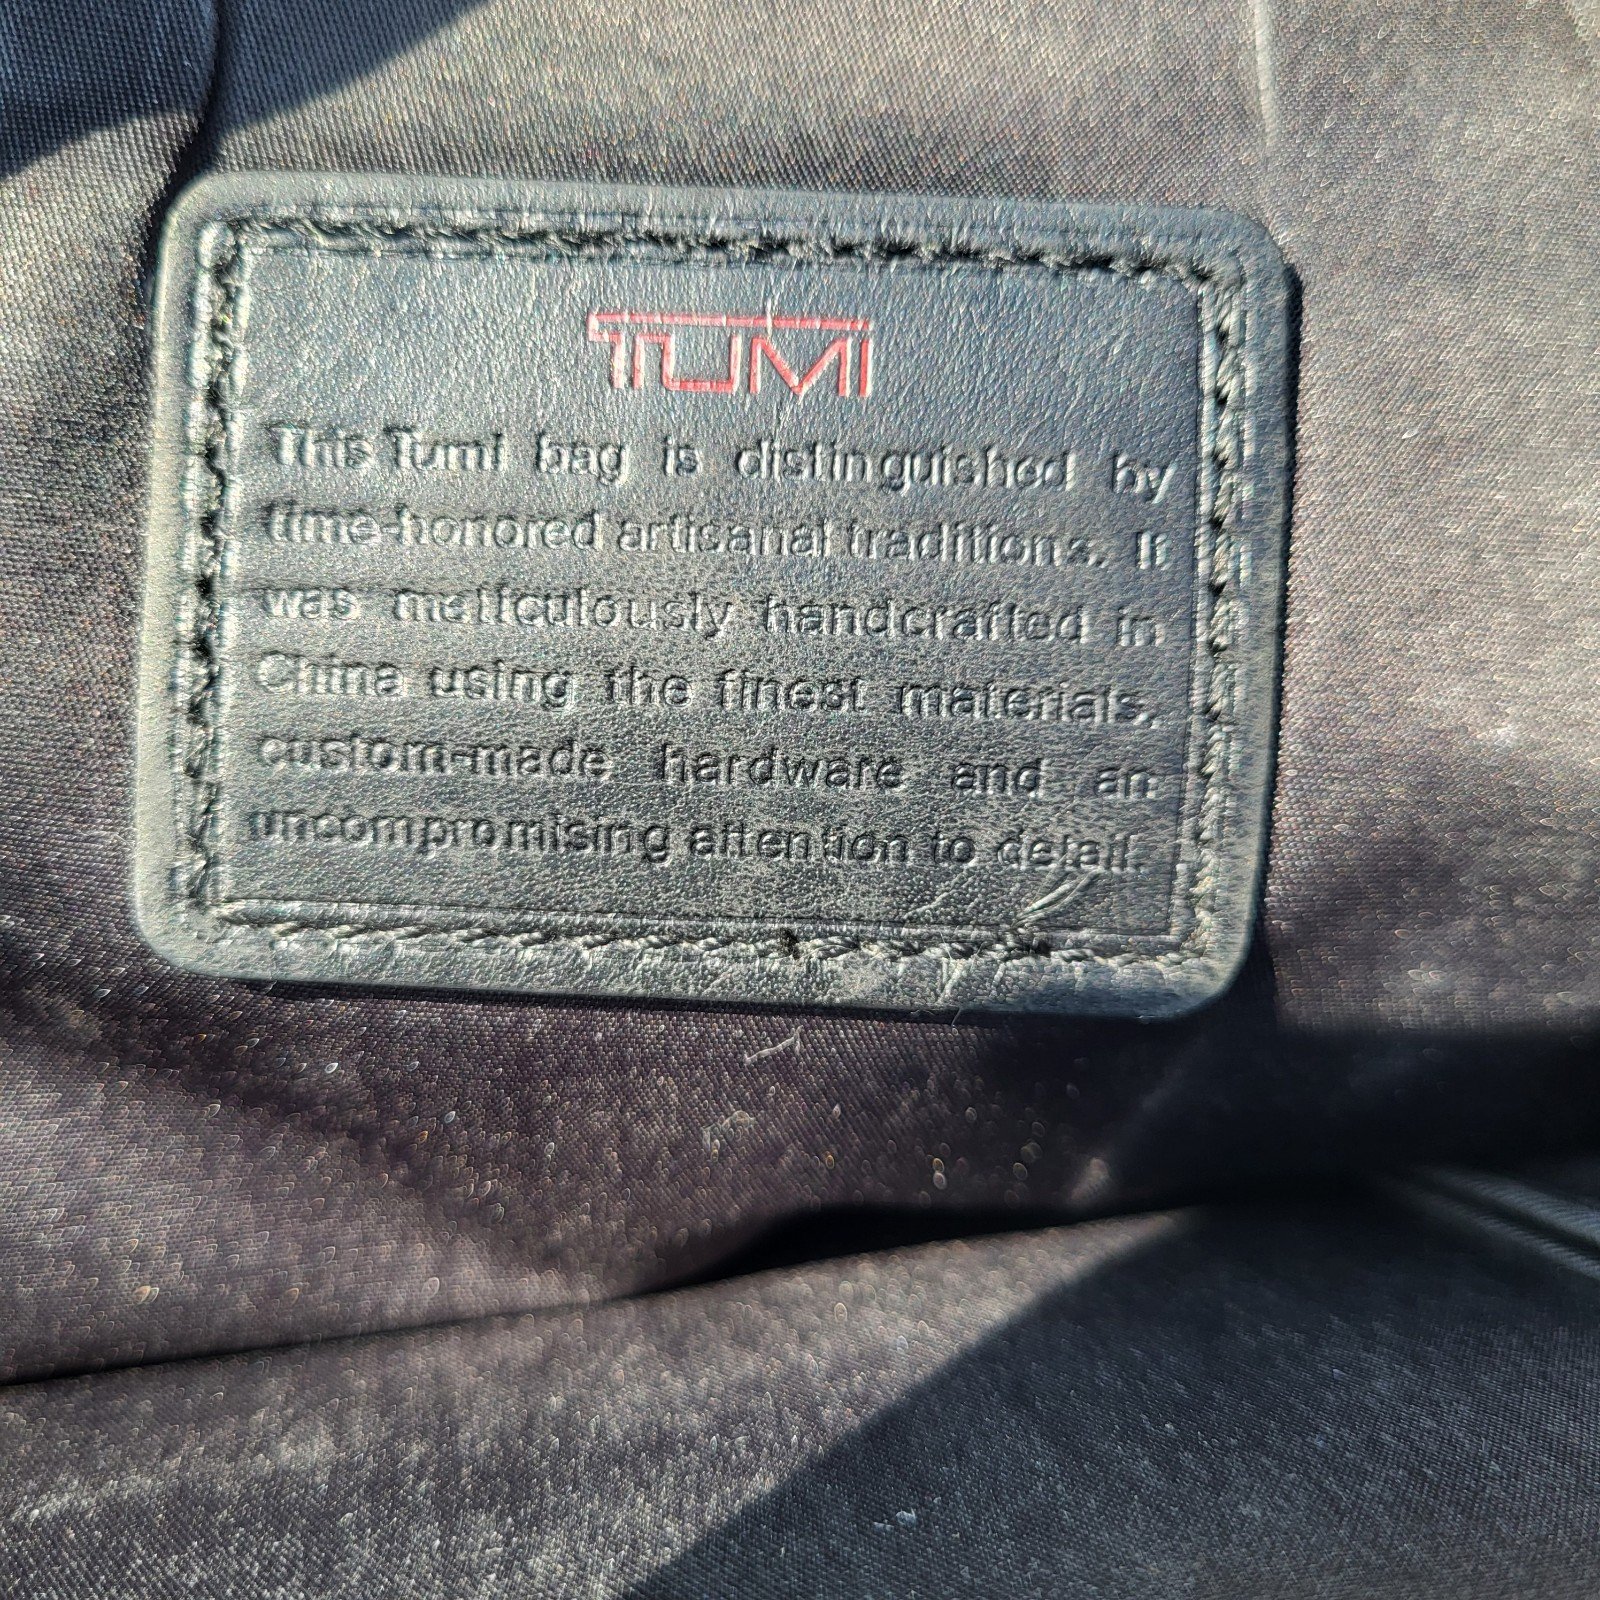 TUMI
This Tumi bag is distinguished by
time-honored artisanal traditions. It
was meticulously handcrafted in
China using the finest materials,
custom-made hardware and an
uncompromising attention to detail.